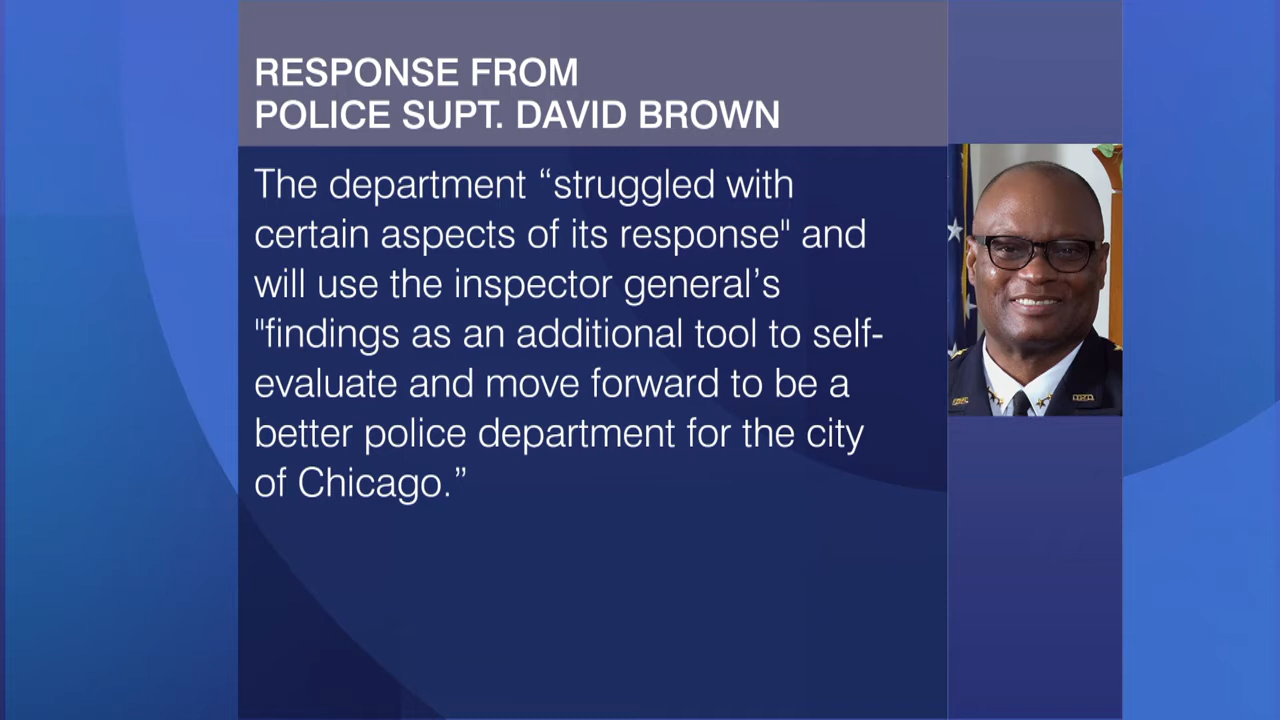 RESPONSE FROM
POLICE SUPT. DAVID BROWN
The department “struggled with
certain aspects of its response" and
will use the inspector general’s
"findings as an additional tool to self-
evaluate and move forward to be a
better police department for the city
of Chicago.”